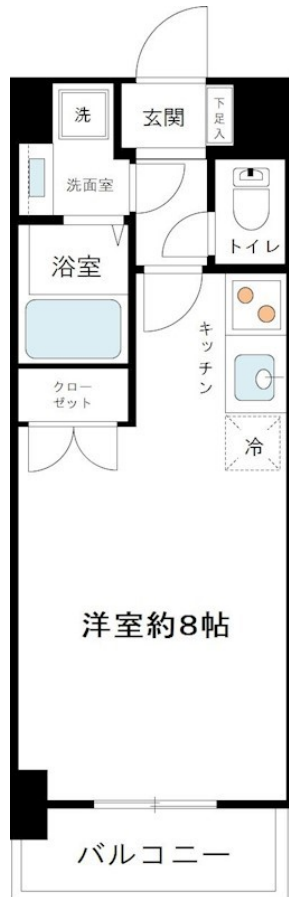 玄関
下足入
洗
洗面室
トイレ
浴室
キッチン
クロー
ゼット
冷
洋室約8帖
バルコニー